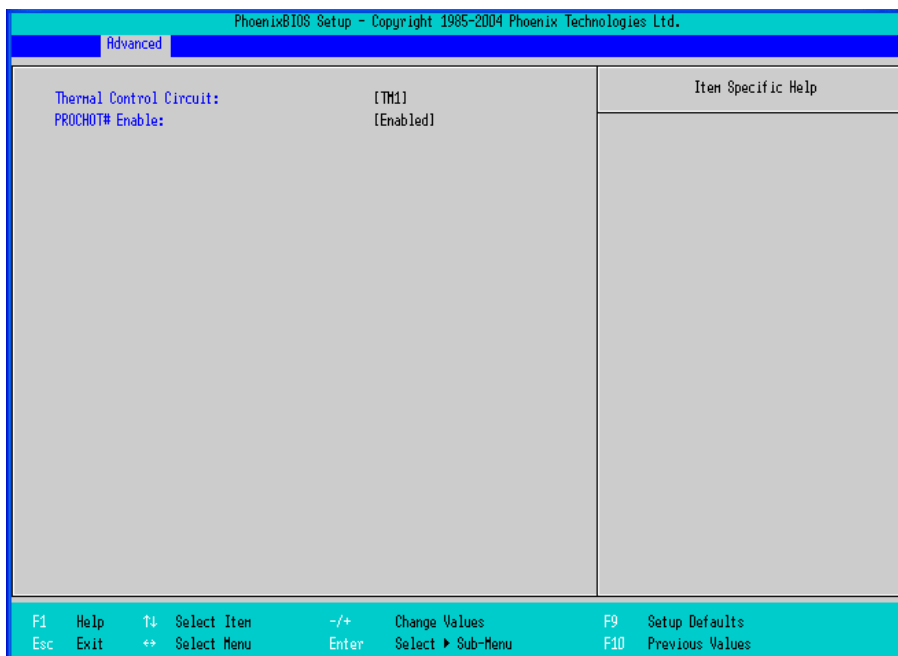 PhoenixBIOS Setup - Copyright 1985-2004 Phoenix Technologies Ltd.
Advanced
Item Specific Help
Thermal Control Circuit: [TM1]
PROCHOT# Enable: [Enabled]
F1 Help ↑↓ Select Item -/+ Change Values F9 Setup Defaults
Esc Exit ↔ Select Menu Enter Select ▶ Sub-Menu F10 Previous Values